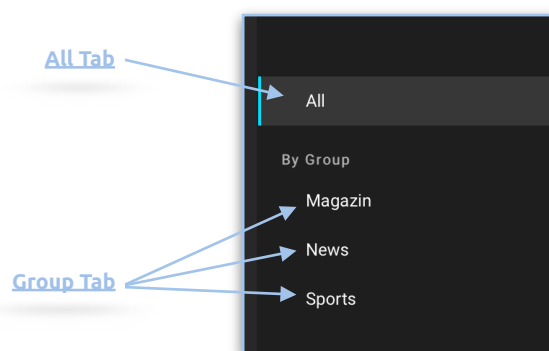 All Tab
All
By Group
Magazin
News
Group Tab
Sports